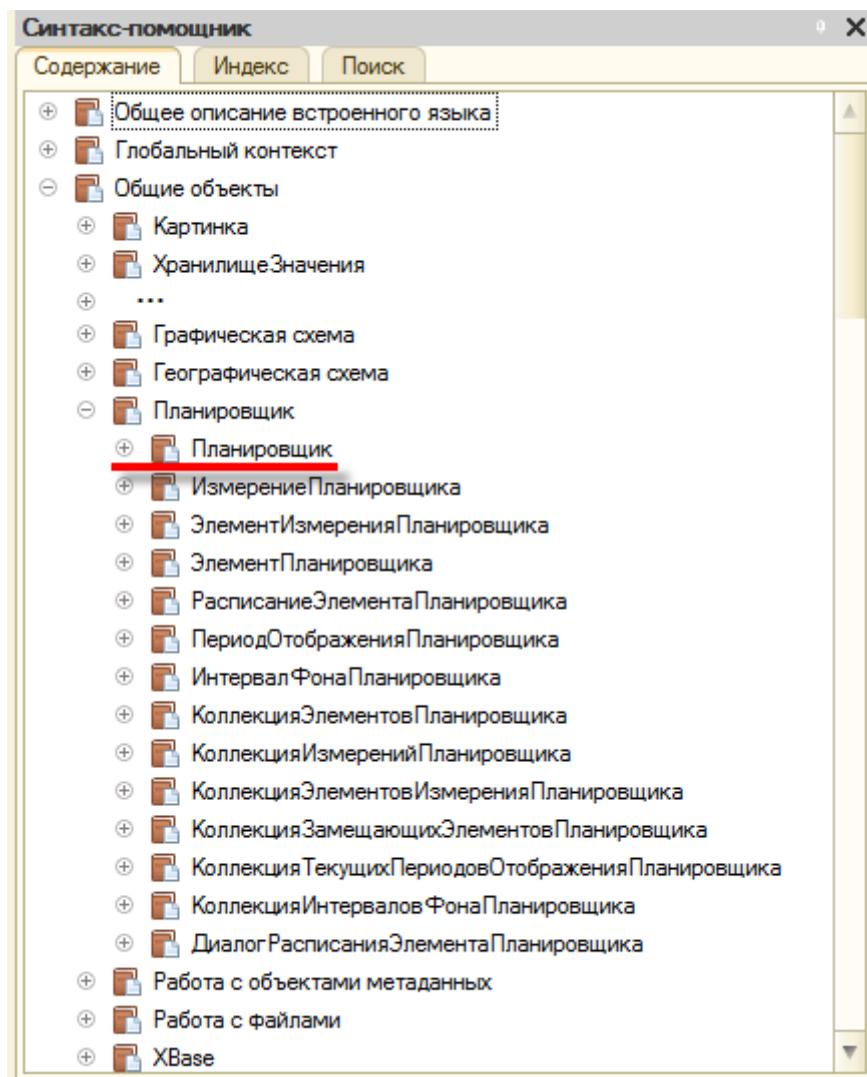 Синтакс-помощник
Содержание Индекс Поиск
Общее описание встроенного языка
Глобальный контекст
Общие объекты
Картинка
ХранилищеЗначения
...
Графическая схема
Географическая схема
Планировщик
Планировщик
ИзмерениеПланировщика
ЭлементИзмеренияПланировщика
ЭлементПланировщика
РасписаниеЭлементаПланировщика
ПериодОтображенияПланировщика
ИнтервалФонаПланировщика
КоллекцияЭлементовПланировщика
КоллекцияИзмеренийПланировщика
КоллекцияЭлементовИзмеренияПланировщика
КоллекцияЗамещающихЭлементовПланировщика
КоллекцияТекущихПериодовОтображенияПланировщика
КоллекцияИнтерваловФонаПланировщика
ДиалогРасписанияЭлементаПланировщика
Работа с объектами метаданных
Работа с файлами
XBase